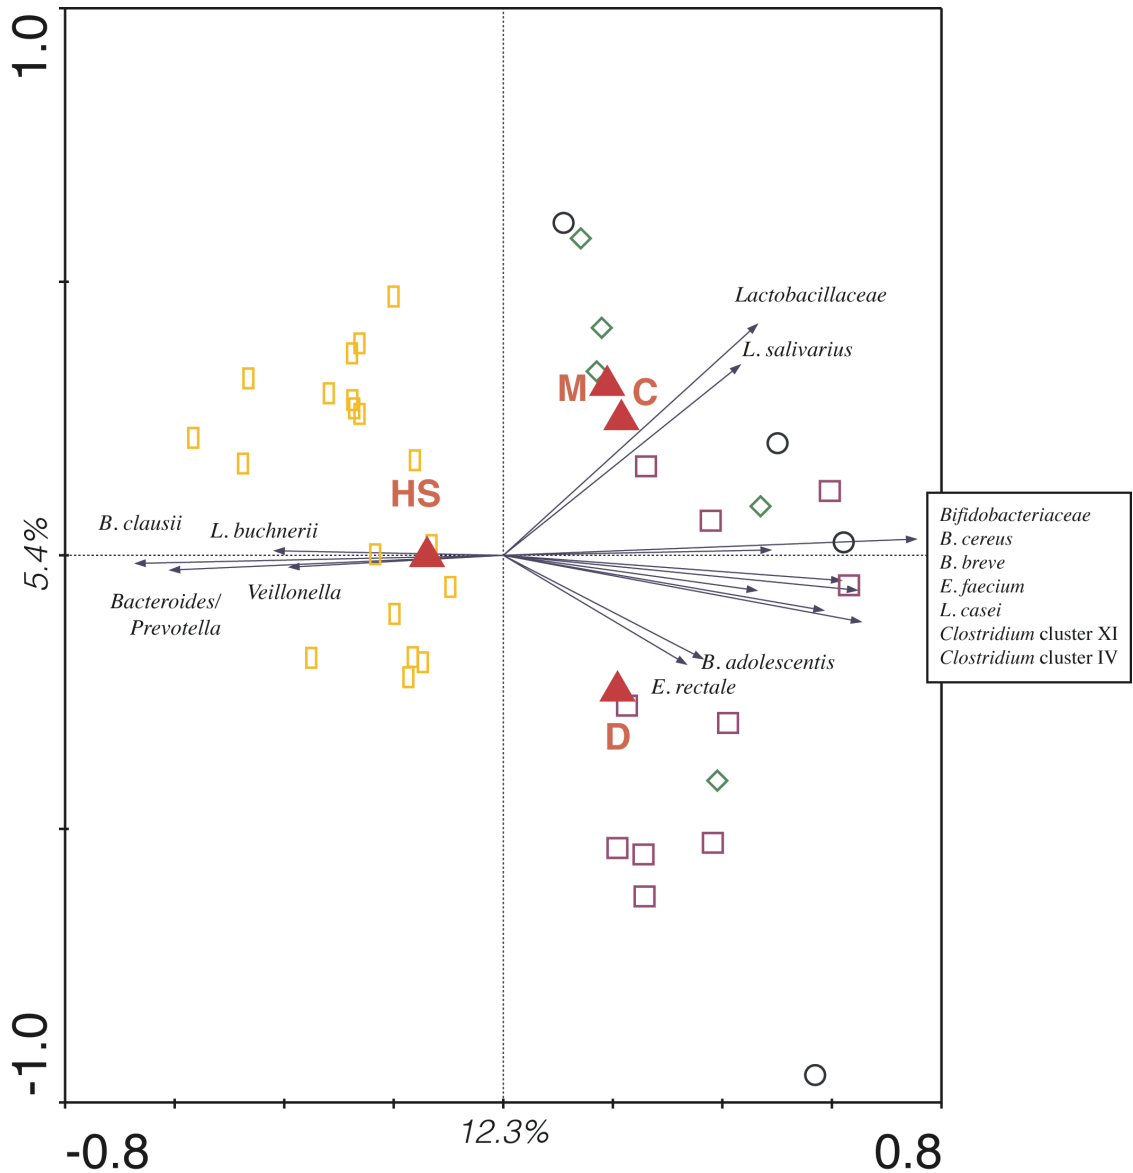 1.0
Lactobacillaceae
L. salivarius
M
C
HS
B. clausii
L. buchnerii
5.4%
Bacteroides/
Prevotella
Veillonella
Bifidobacteriaceae
B. cereus
B. breve
E. faecium
L. casei
Clostridium cluster XI
Clostridium cluster IV
B. adolescentis
E. rectale
D
-1.0
-0.8
12.3%
0.8